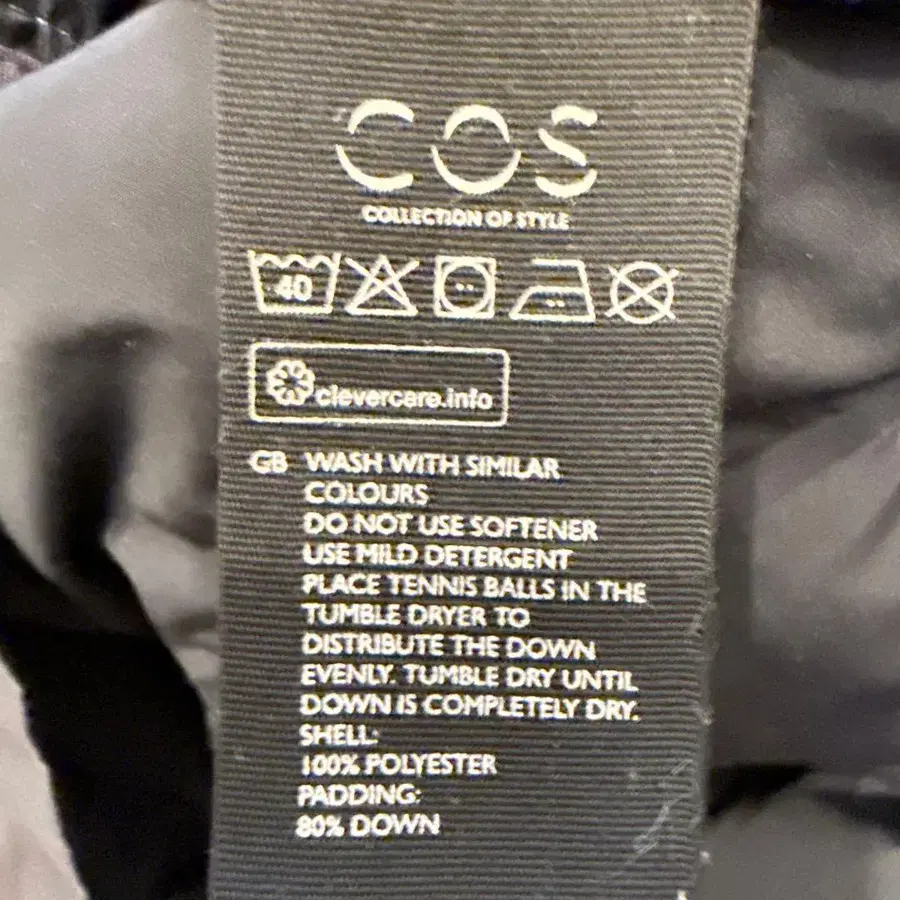 COS
COLLECTION OF STYLE
40
clevercare.info
GB WASH WITH SIMILAR
COLOURS
DO NOT USE SOFTENER
USE MILD DETERGENT
PLACE TENNIS BALLS IN THE
TUMBLE DRYER TO
DISTRIBUTE THE DOWN
EVENLY. TUMBLE DRY UNTIL
DOWN IS COMPLETELY DRY.
SHELL:
100% POLYESTER
PADDING:
80% DOWN